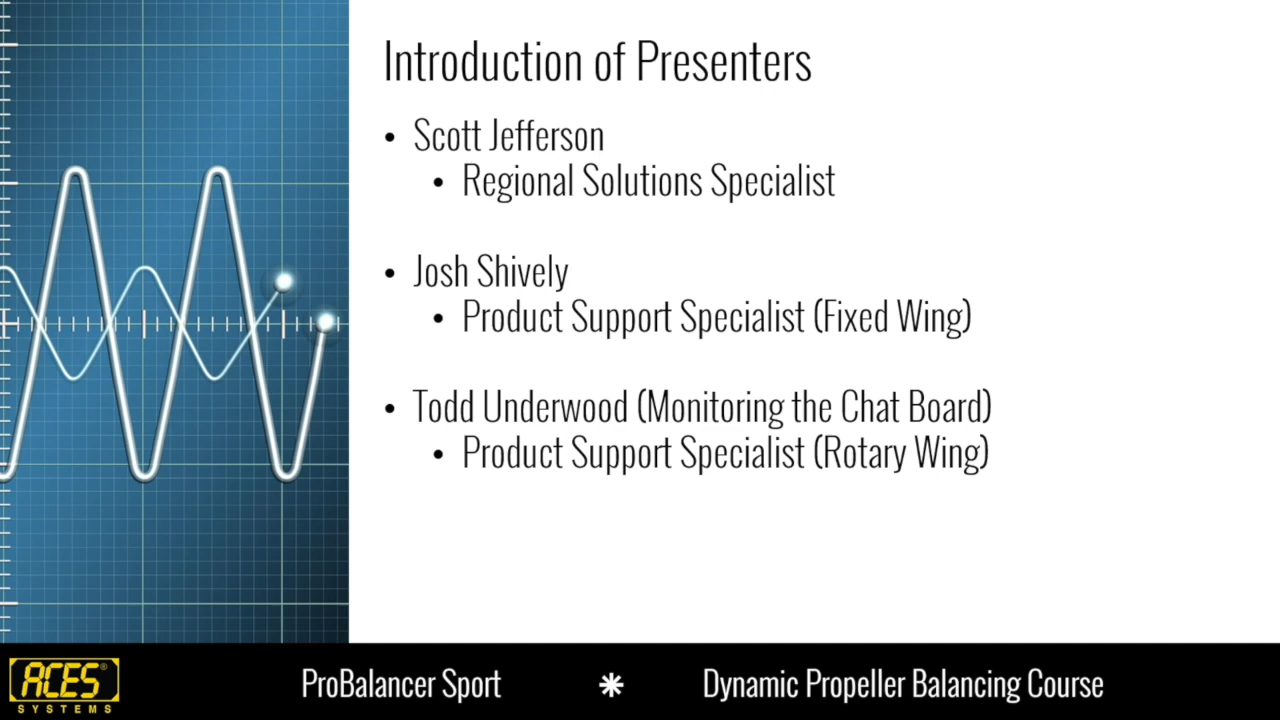 Introduction of Presenters
• Scott Jefferson
• Regional Solutions Specialist
• Josh Shively
• Product Support Specialist (Fixed Wing)
• Todd Underwood (Monitoring the Chat Board)
• Product Support Specialist (Rotary Wing)
ACES®
SYSTEMS
ProBalancer Sport * Dynamic Propeller Balancing Course